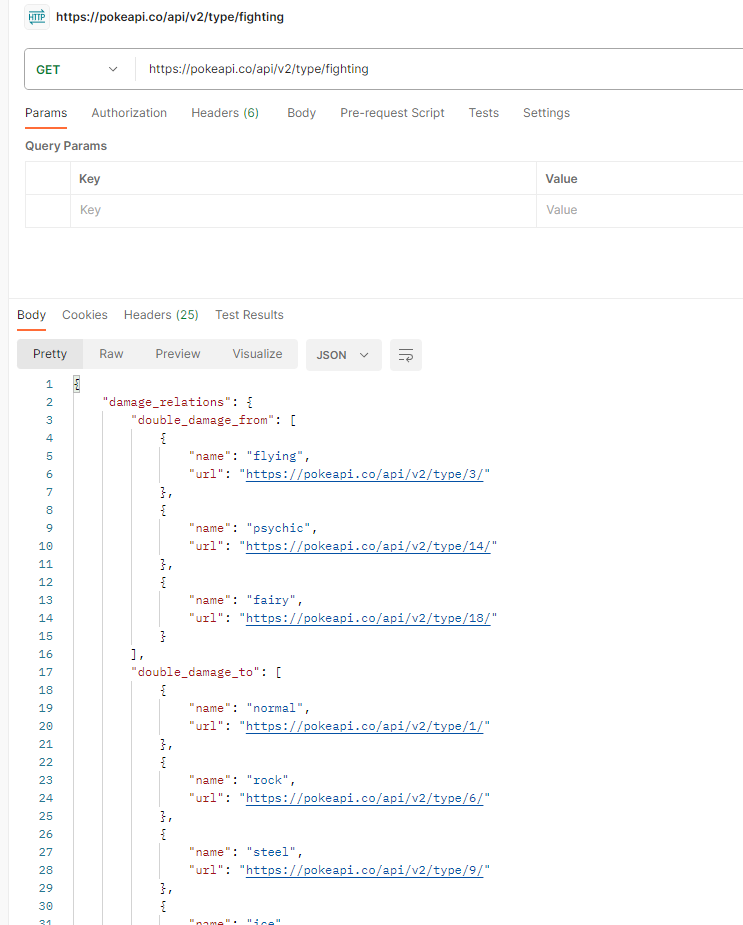 HTTP https://pokeapi.co/api/v2/type/fighting
GET https://pokeapi.co/api/v2/type/fighting
Params Authorization Headers (6) Body Pre-request Script Tests Settings
Query Params
Key Value
Key Value
Body Cookies Headers (25) Test Results
Pretty Raw Preview Visualize JSON
1 {
2 "damage_relations": {
3 "double_damage_from": [
4 {
5 "name": "flying",
6 "url": "https://pokeapi.co/api/v2/type/3/"
7 },
8 {
9 "name": "psychic",
10 "url": "https://pokeapi.co/api/v2/type/14/"
11 },
12 {
13 "name": "fairy",
14 "url": "https://pokeapi.co/api/v2/type/18/"
15 }
16 ],
17 "double_damage_to": [
18 {
19 "name": "normal",
20 "url": "https://pokeapi.co/api/v2/type/1/"
21 },
22 {
23 "name": "rock",
24 "url": "https://pokeapi.co/api/v2/type/6/"
25 },
26 {
27 "name": "steel",
28 "url": "https://pokeapi.co/api/v2/type/9/"
29 },
30 {
31 "name": "ice"